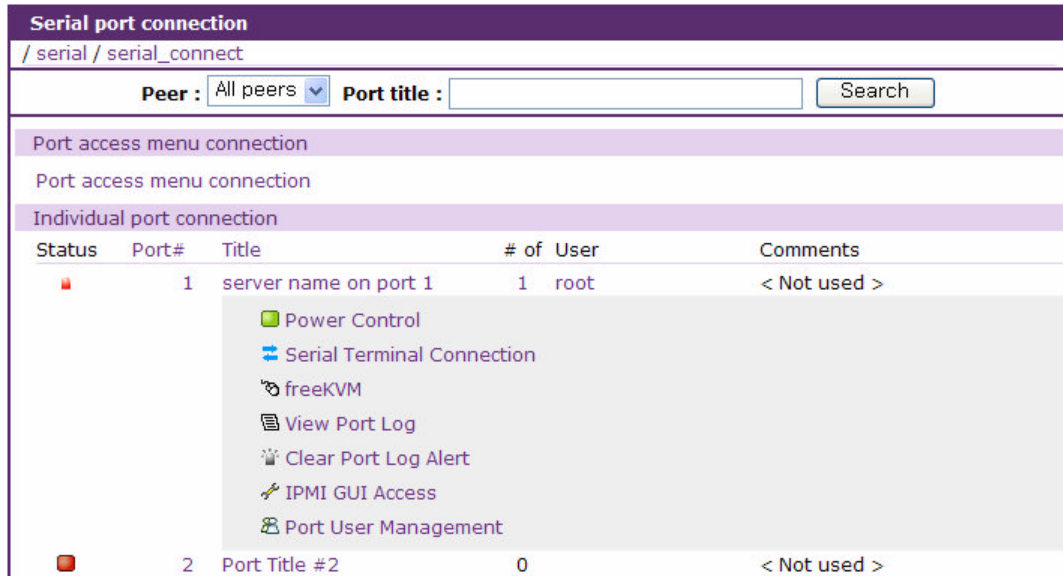 Serial port connection
/ serial / serial_connect
Peer : All peers Port title : Search
Port access menu connection
Port access menu connection
Individual port connection
Status Port# Title # of User Comments
1 server name on port 1 1 root < Not used >
Power Control
Serial Terminal Connection
freeKVM
View Port Log
Clear Port Log Alert
IPMI GUI Access
Port User Management
2 Port Title #2 0 < Not used >